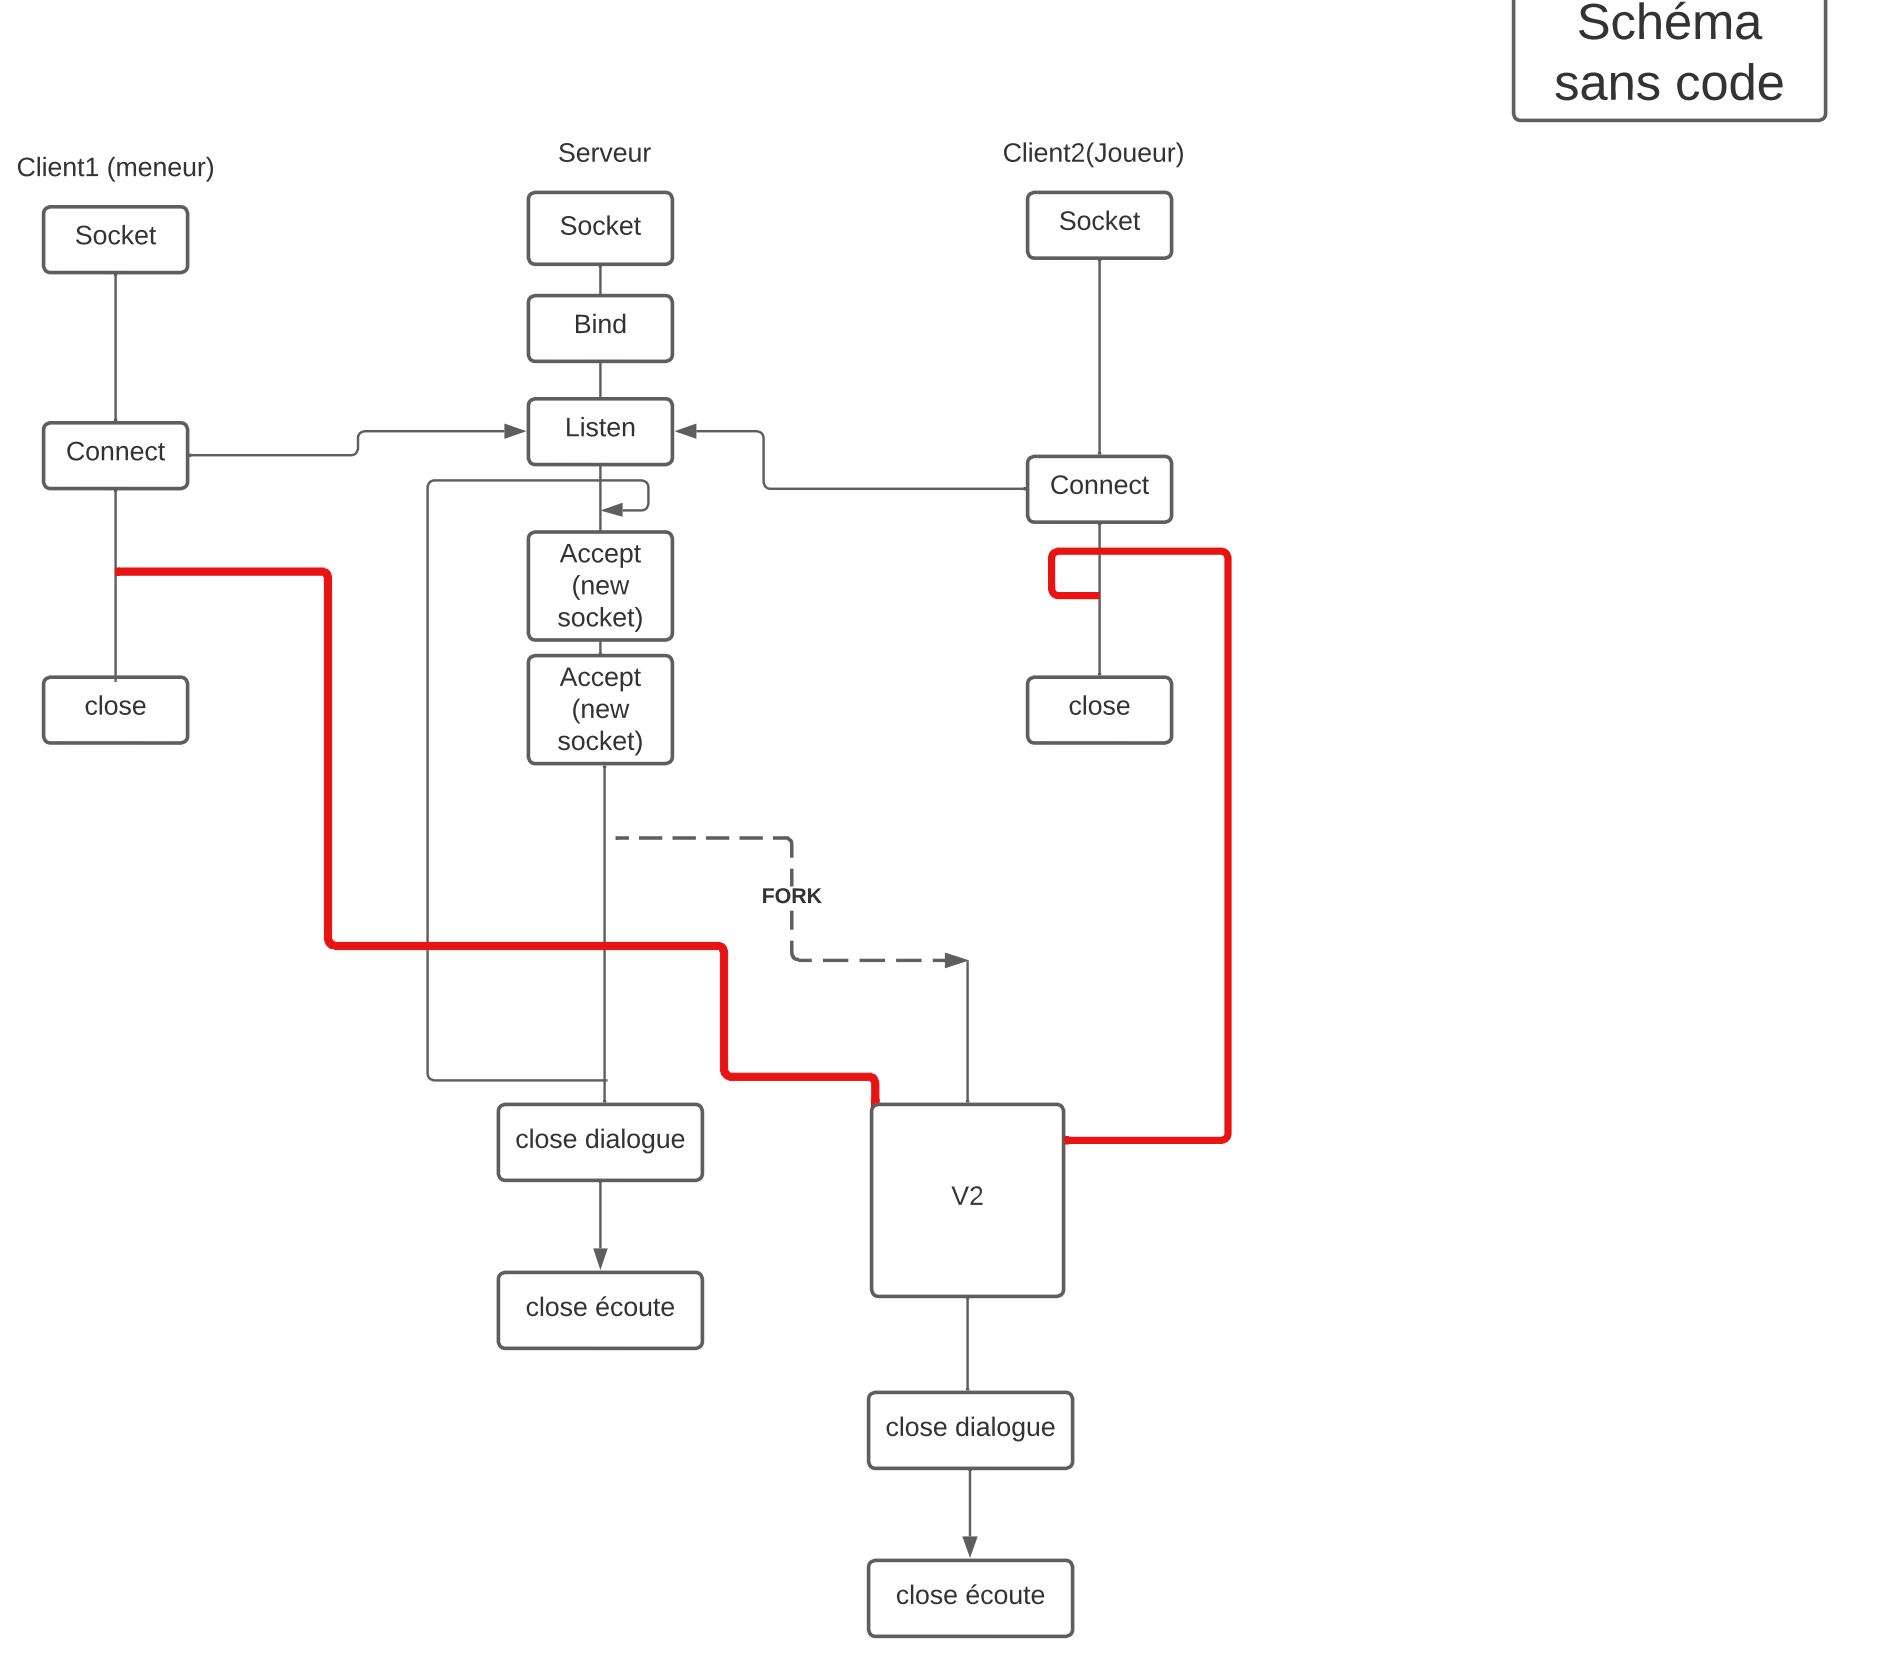 Schéma
sans code
Client1 (meneur)
Serveur
Client2(Joueur)
Socket
Socket
Socket
Bind
Listen
Connect
Connect
Accept
(new
socket)
Accept
(new
socket)
close
close
FORK
close dialogue
V2
close écoute
close dialogue
close écoute